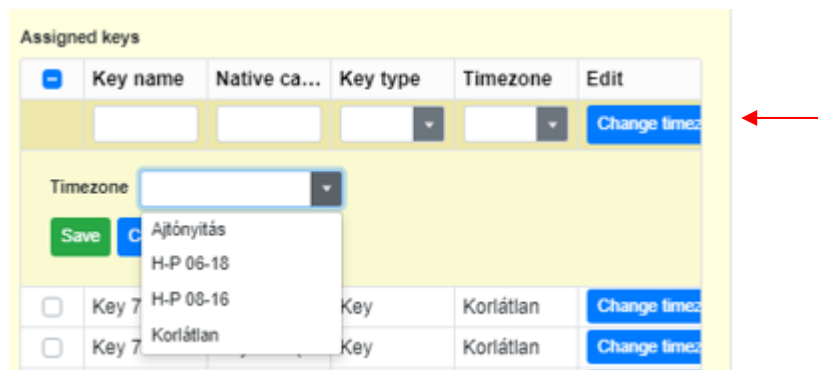 Assigned keys
Key name Native ca... Key type Timezone Edit
Change timez
Timezone
Save C
Ajtónyitás
H-P 06-18
H-P 08-16
Korlátlan
Key 7 Key Korlátlan Change timez
Key 7 Key Korlátlan Change timez